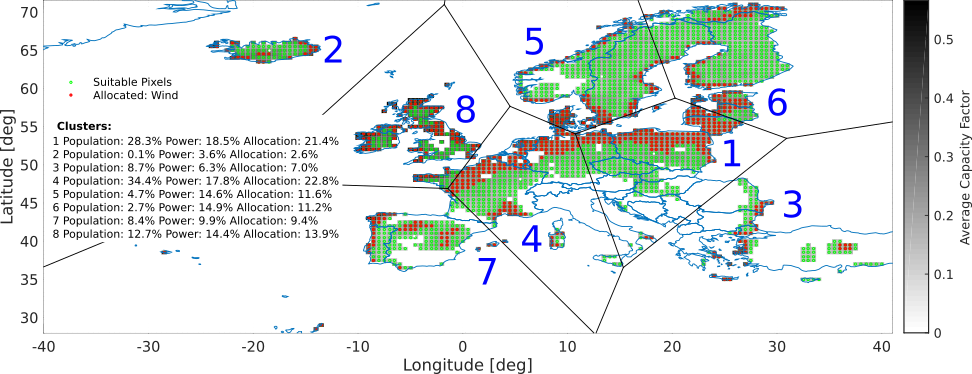 70
65
60
55
50
45
40
35
30
Latitude [deg]
-40
-30
-20
-10
0
10
20
30
40
Longitude [deg]
Suitable Pixels
Allocated: Wind
Clusters:
1 Population: 28.3% Power: 18.5% Allocation: 21.4%
2 Population: 0.1% Power: 3.6% Allocation: 2.6%
3 Population: 8.7% Power: 6.3% Allocation: 7.0%
4 Population: 34.4% Power: 17.8% Allocation: 22.8%
5 Population: 4.7% Power: 14.6% Allocation: 11.6%
6 Population: 2.7% Power: 14.9% Allocation: 11.2%
7 Population: 8.4% Power: 9.9% Allocation: 9.4%
8 Population: 12.7% Power: 14.4% Allocation: 13.9%
2
5
8
6
1
3
4
7
0.5
0.4
0.3
0.2
0.1
0
Average Capacity Factor